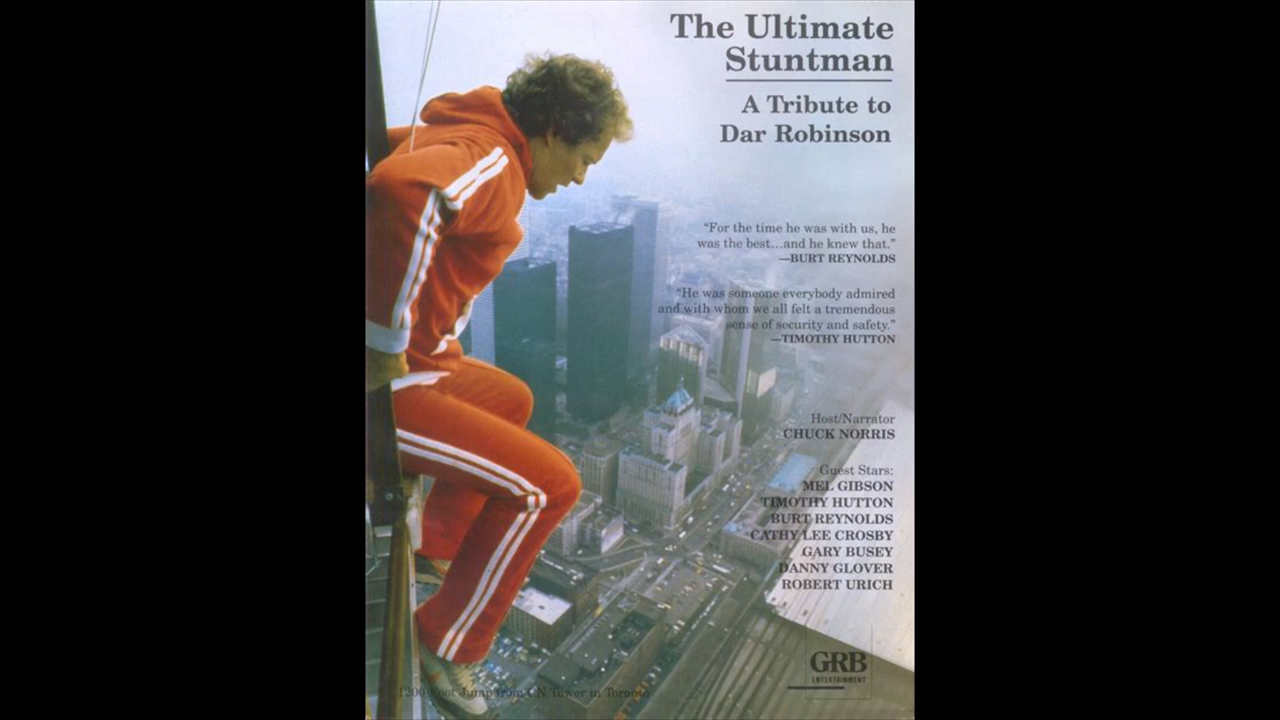 The Ultimate
Stuntman
A Tribute to
Dar Robinson
“For the time he was with us, he
was the best...and he knew that.”
—BURT REYNOLDS
“He was someone everybody admired
and with whom we all felt a tremendous
sense of security and safety.”
—TIMOTHY HUTTON
Host/Narrator
CHUCK NORRIS
Guest Stars:
MEL GIBSON
TIMOTHY HUTTON
BURT REYNOLDS
CATHY LEE CROSBY
GARY BUSEY
DANNY GLOVER
ROBERT URICH
GRB
ENTERTAINMENT
1200 Foot Jump from CN Tower in Toronto